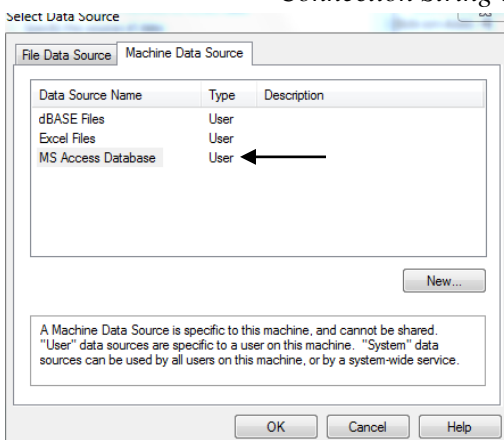 Connection String
Select Data Source
File Data Source Machine Data Source
Data Source Name Type Description
dBASE Files User
Excel Files User
MS Access Database User
New...
A Machine Data Source is specific to this machine, and cannot be shared.
"User" data sources are specific to a user on this machine. "System" data
sources can be used by all users on this machine, or by a system-wide service.
OK Cancel Help